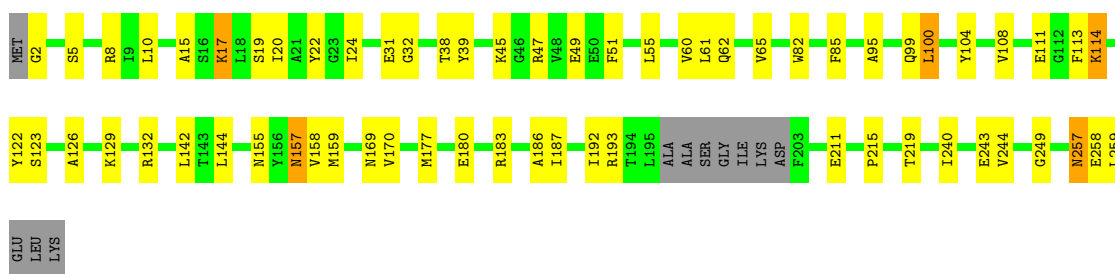 MET G2 S5 R8 I9 L10 A15 S16 K17 L18 S19 I20 A21 Y22 G23 I24 E31 G32 T38 Y39 K45 G46 R47 V48 E49 E50 F51 L55 V60 L61 Q62 V65 W82 F85 A95 Q99 L100 Y104 V108 E111 G112 F113 K114
Y122 S123 A126 K129 R132 L142 T143 L144 N155 Y156 N157 V158 M159 N169 V170 M177 E180 R183 A186 I187 I192 R193 T194 L195 ALA ALA SER GLY ILE LYS ASP F203 E211 P215 T219 I240 E243 V244 G249 N257 E258 L259
GLU LEU LYS